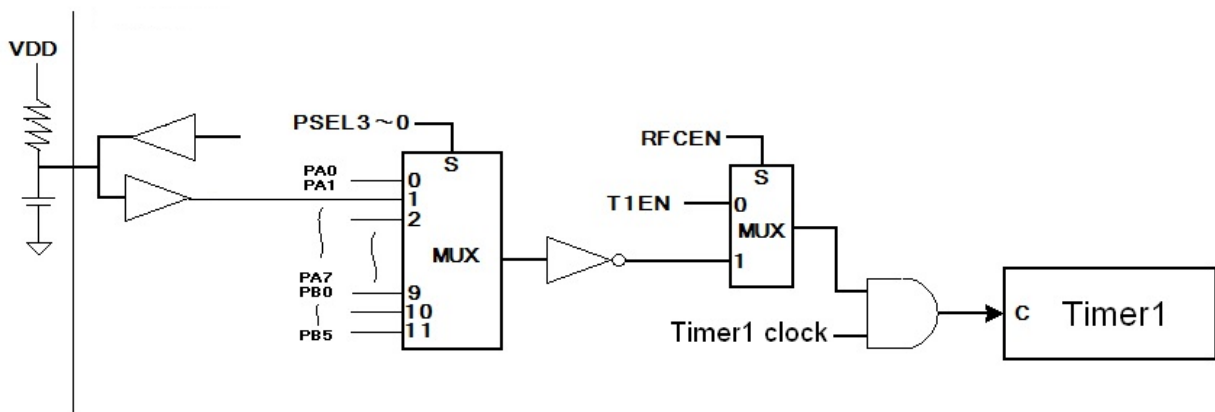 VDD
PSEL3~0
S
PA0
0
PA1
1
2
MUX
PA7
PB0
9
10
PB5
11
RFCEN
S
T1EN
0
MUX
1
Timer1 clock
C
Timer1